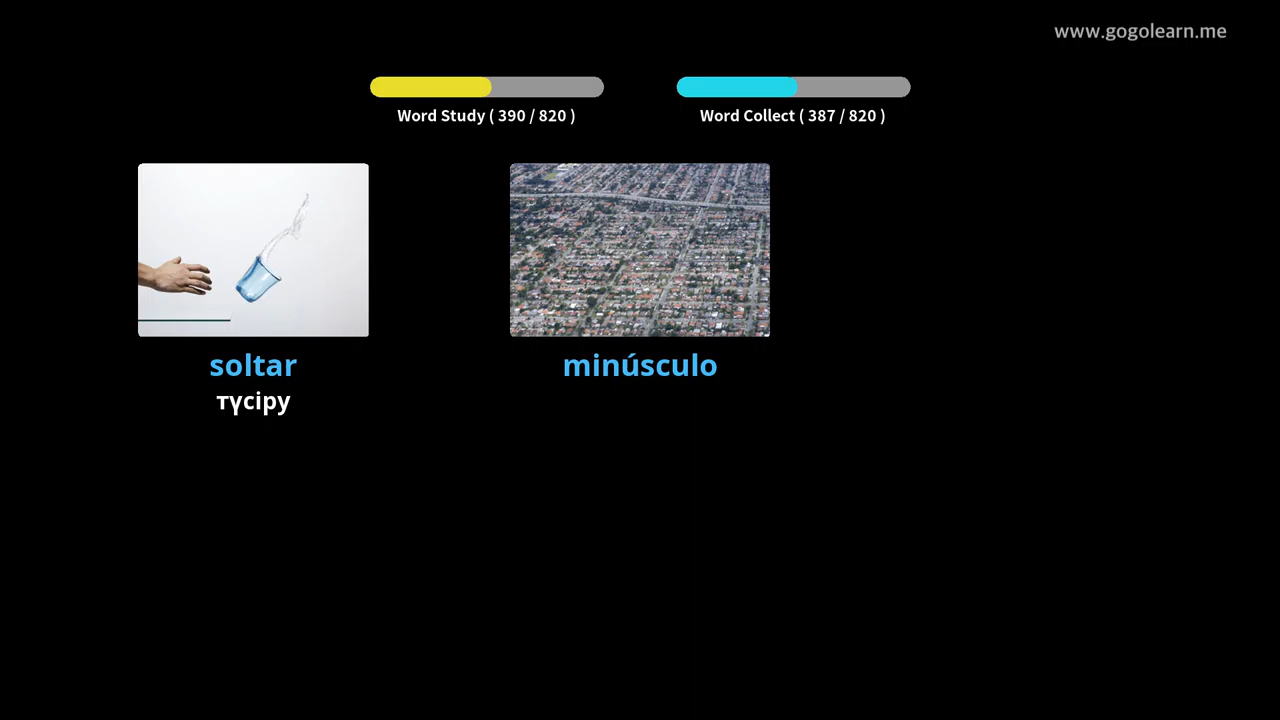 www.gogolearn.me
Word Study ( 390 / 820 )
Word Collect ( 387 / 820 )
soltar
түсіру
minúsculo